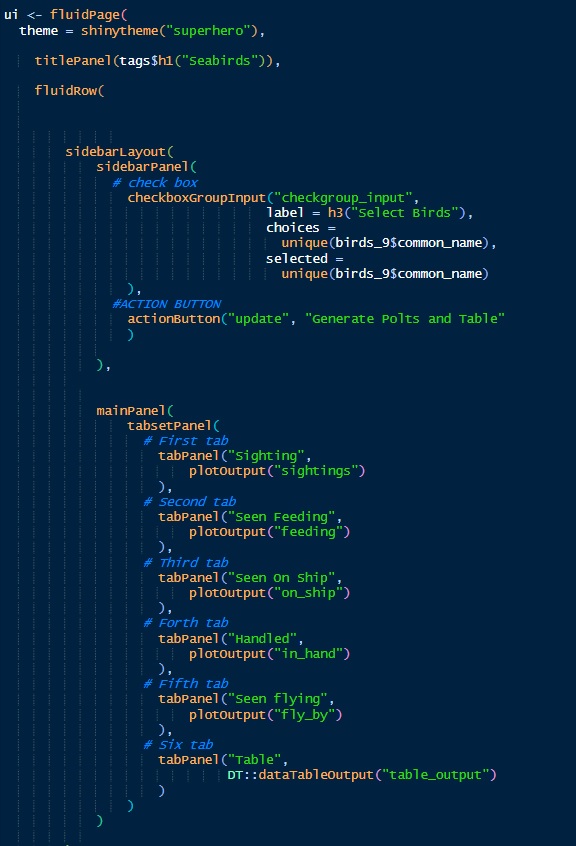 ui <- fluidPage(
theme = shinytheme("superhero"),
titlePanel(tags$h1("Seabirds")),
fluidRow(
sidebarLayout(
sidebarPanel(
# check box
checkboxGroupInput("checkgroup_input",
label = h3("Select Birds"),
choices =
unique(birds_9$common_name),
selected =
unique(birds_9$common_name)
),
#ACTION BUTTON
actionButton("update", "Generate Polts and Table"
)
),
mainPanel(
tabsetPanel(
# First tab
tabPanel("Sighting",
plotOutput("sightings")
),
# Second tab
tabPanel("Seen Feeding",
plotOutput("feeding")
),
# Third tab
tabPanel("Seen On Ship",
plotOutput("on_ship")
),
# Forth tab
tabPanel("Handled",
plotOutput("in_hand")
),
# Fifth tab
tabPanel("Seen flying",
plotOutput("fly_by")
),
# Six tab
tabPanel("Table",
DT::dataTableOutput("table_output")
)
)
)